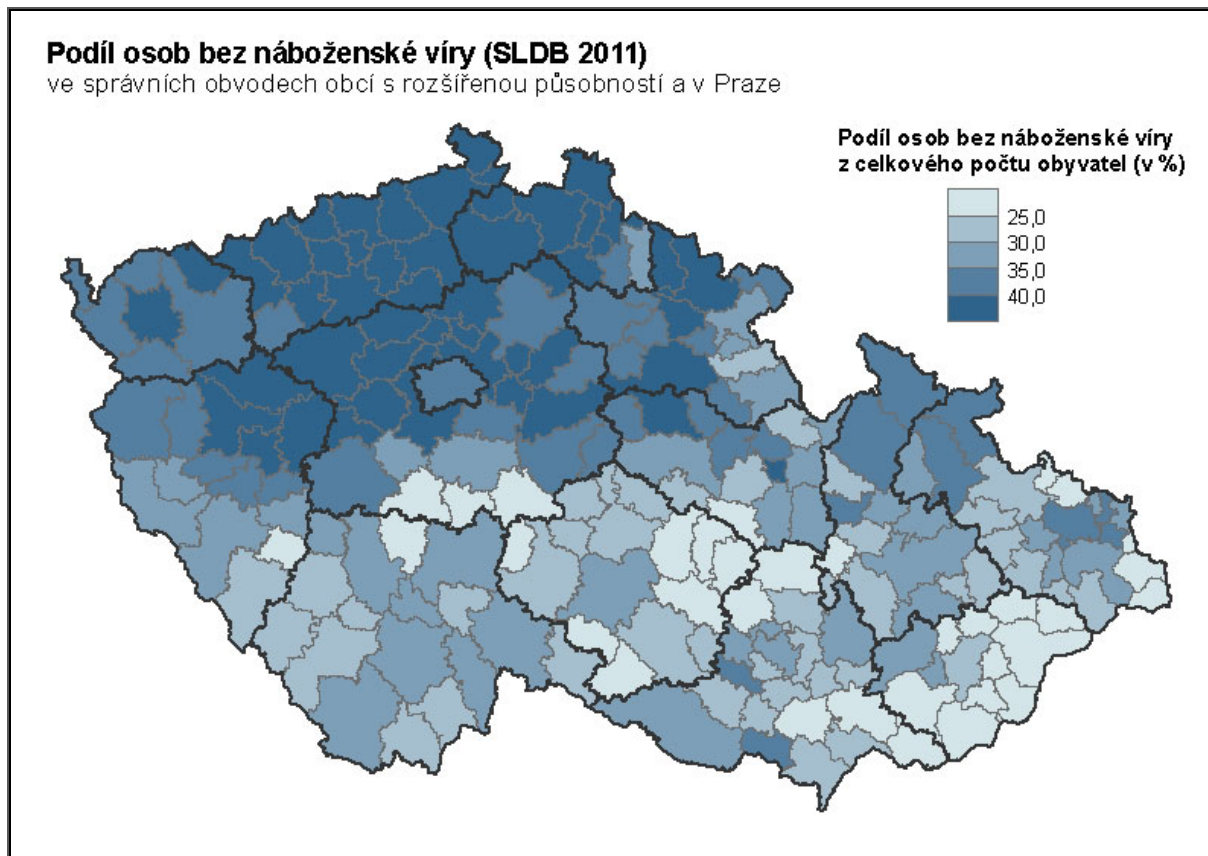 Podíl osob bez náboženské víry (SLDB 2011)
ve správních obvodech obcí s rozšířenou působností a v Praze
Podíl osob bez náboženské víry
z celkového počtu obyvatel (v %)
25,0
30,0
35,0
40,0